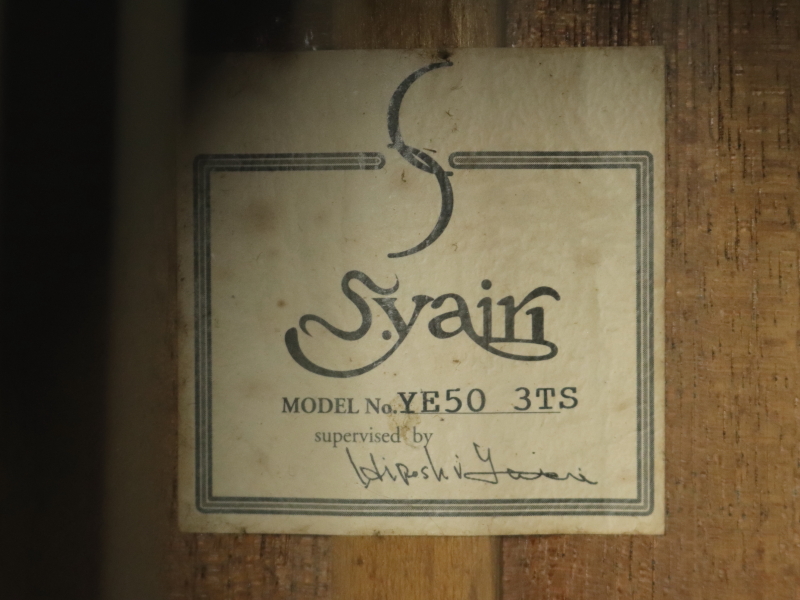 S
S.yairi
MODEL No. YE50 3TS
supervised by
Hiroshi Yairi